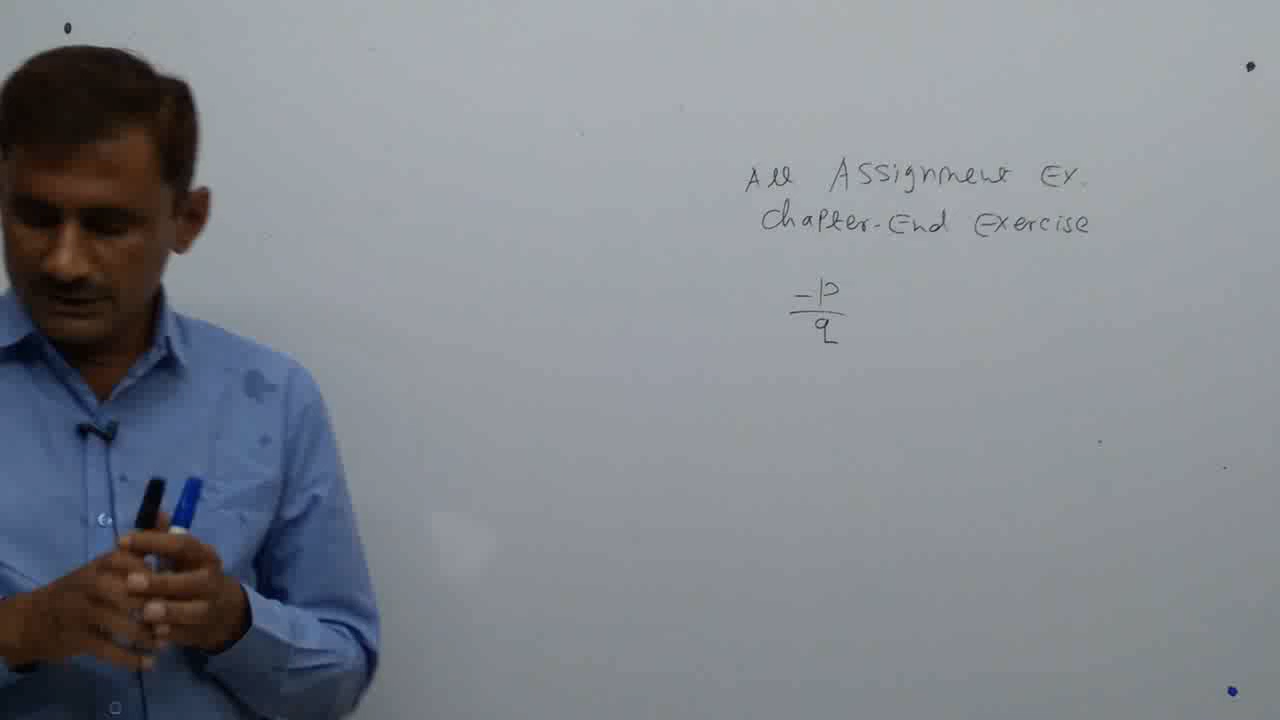 All Assignment Ex.
Chapter-End Exercise
-p
q